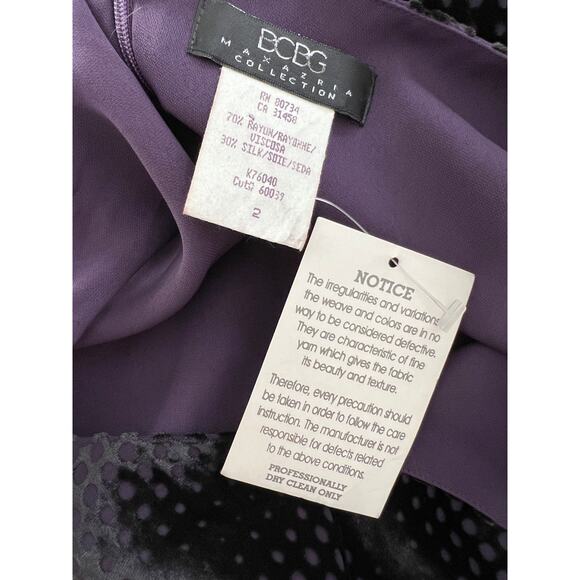 BCBG
MAXAZRIA
COLLECTION
RN 80734
CA 31458
70% RAYON/RAYONNE/
VISCOSA
30% SILK/SOIE/SEDA
K76040
Cut# 60039
2
NOTICE
The irregularities and variations
the weave and colors are in no
way to be considered defective.
They are characteristic of fine
yarn which gives the fabric
its beauty and texture.
Therefore, every precaution should
be taken in order to follow the care
instruction. The manufacturer is not
responsible for defects related
to the above conditions.
PROFESSIONALLY
DRY CLEAN ONLY